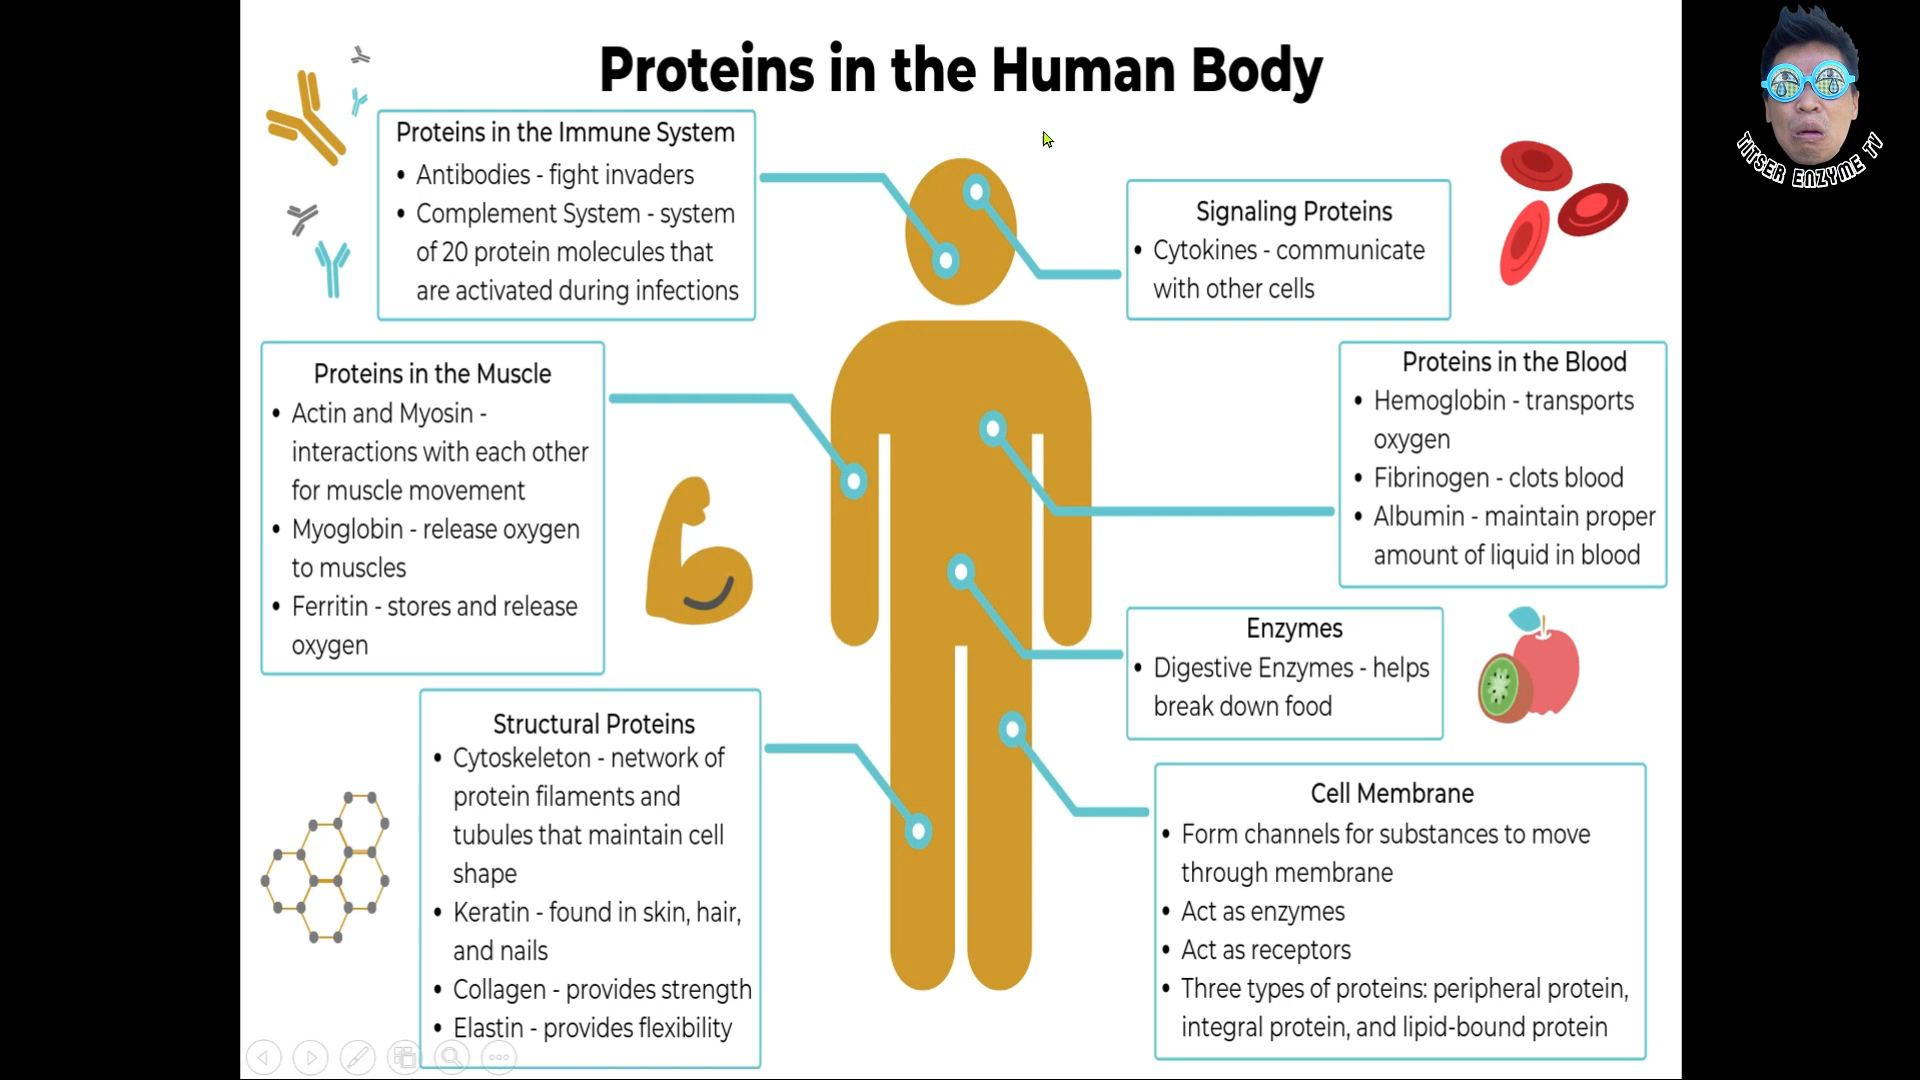 Proteins in the Human Body
TITSER ENZYME TV
Proteins in the Immune System
• Antibodies - fight invaders
• Complement System - system
of 20 protein molecules that
are activated during infections
Signaling Proteins
• Cytokines - communicate
with other cells
Proteins in the Muscle
• Actin and Myosin -
interactions with each other
for muscle movement
• Myoglobin - release oxygen
to muscles
• Ferritin - stores and release
oxygen
Proteins in the Blood
• Hemoglobin - transports
oxygen
• Fibrinogen - clots blood
• Albumin - maintain proper
amount of liquid in blood
Enzymes
• Digestive Enzymes - helps
break down food
Structural Proteins
• Cytoskeleton - network of
protein filaments and
tubules that maintain cell
shape
• Keratin - found in skin, hair,
and nails
• Collagen - provides strength
• Elastin - provides flexibility
Cell Membrane
• Form channels for substances to move
through membrane
• Act as enzymes
• Act as receptors
• Three types of proteins: peripheral protein,
integral protein, and lipid-bound protein